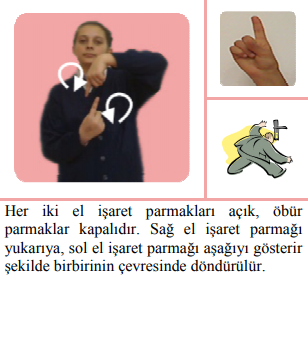 Her iki el işaret parmakları açık, öbür
parmaklar kapalıdır. Sağ el işaret parmağı
yukarıya, sol el işaret parmağı aşağıyı gösterir
şekilde birbirinin çevresinde döndürülür.